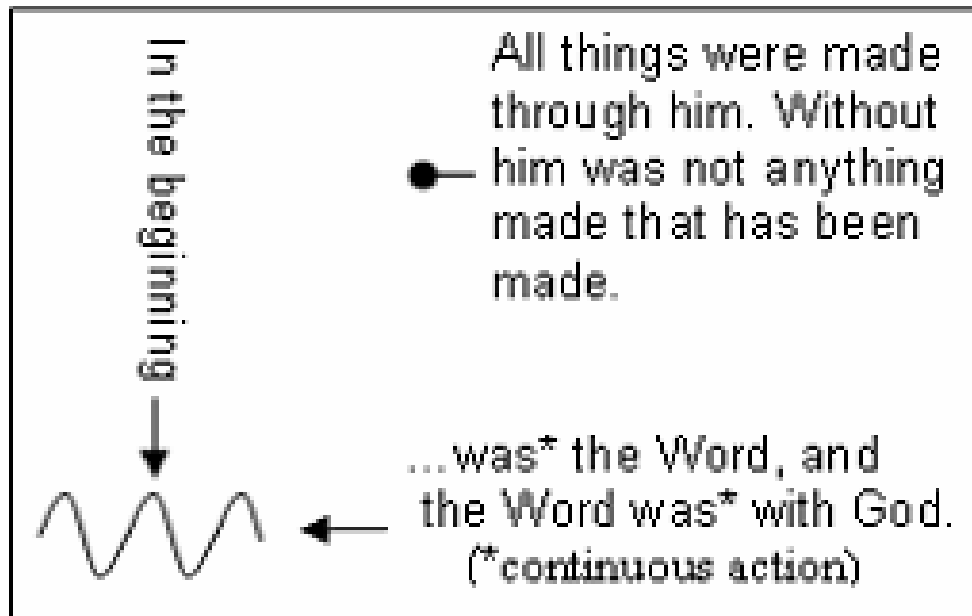 In the beginning
All things were made
through him. Without
him was not anything
made that has been
made.
...was* the Word, and
the Word was* with God.
(*continuous action)